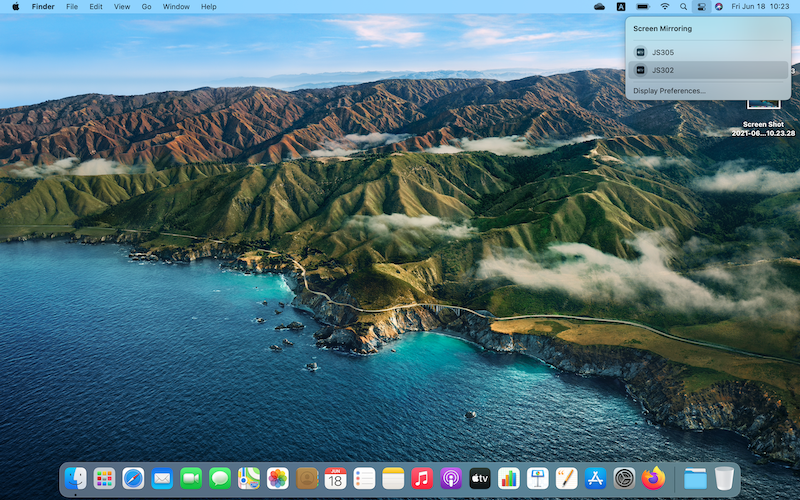 Finder File Edit View Go Window Help A Fri Jun 18 10:23
Screen Mirroring
JS305
JS302
Display Preferences...
Screen Shot
2021-06...10.23.28
JUN
18
tv